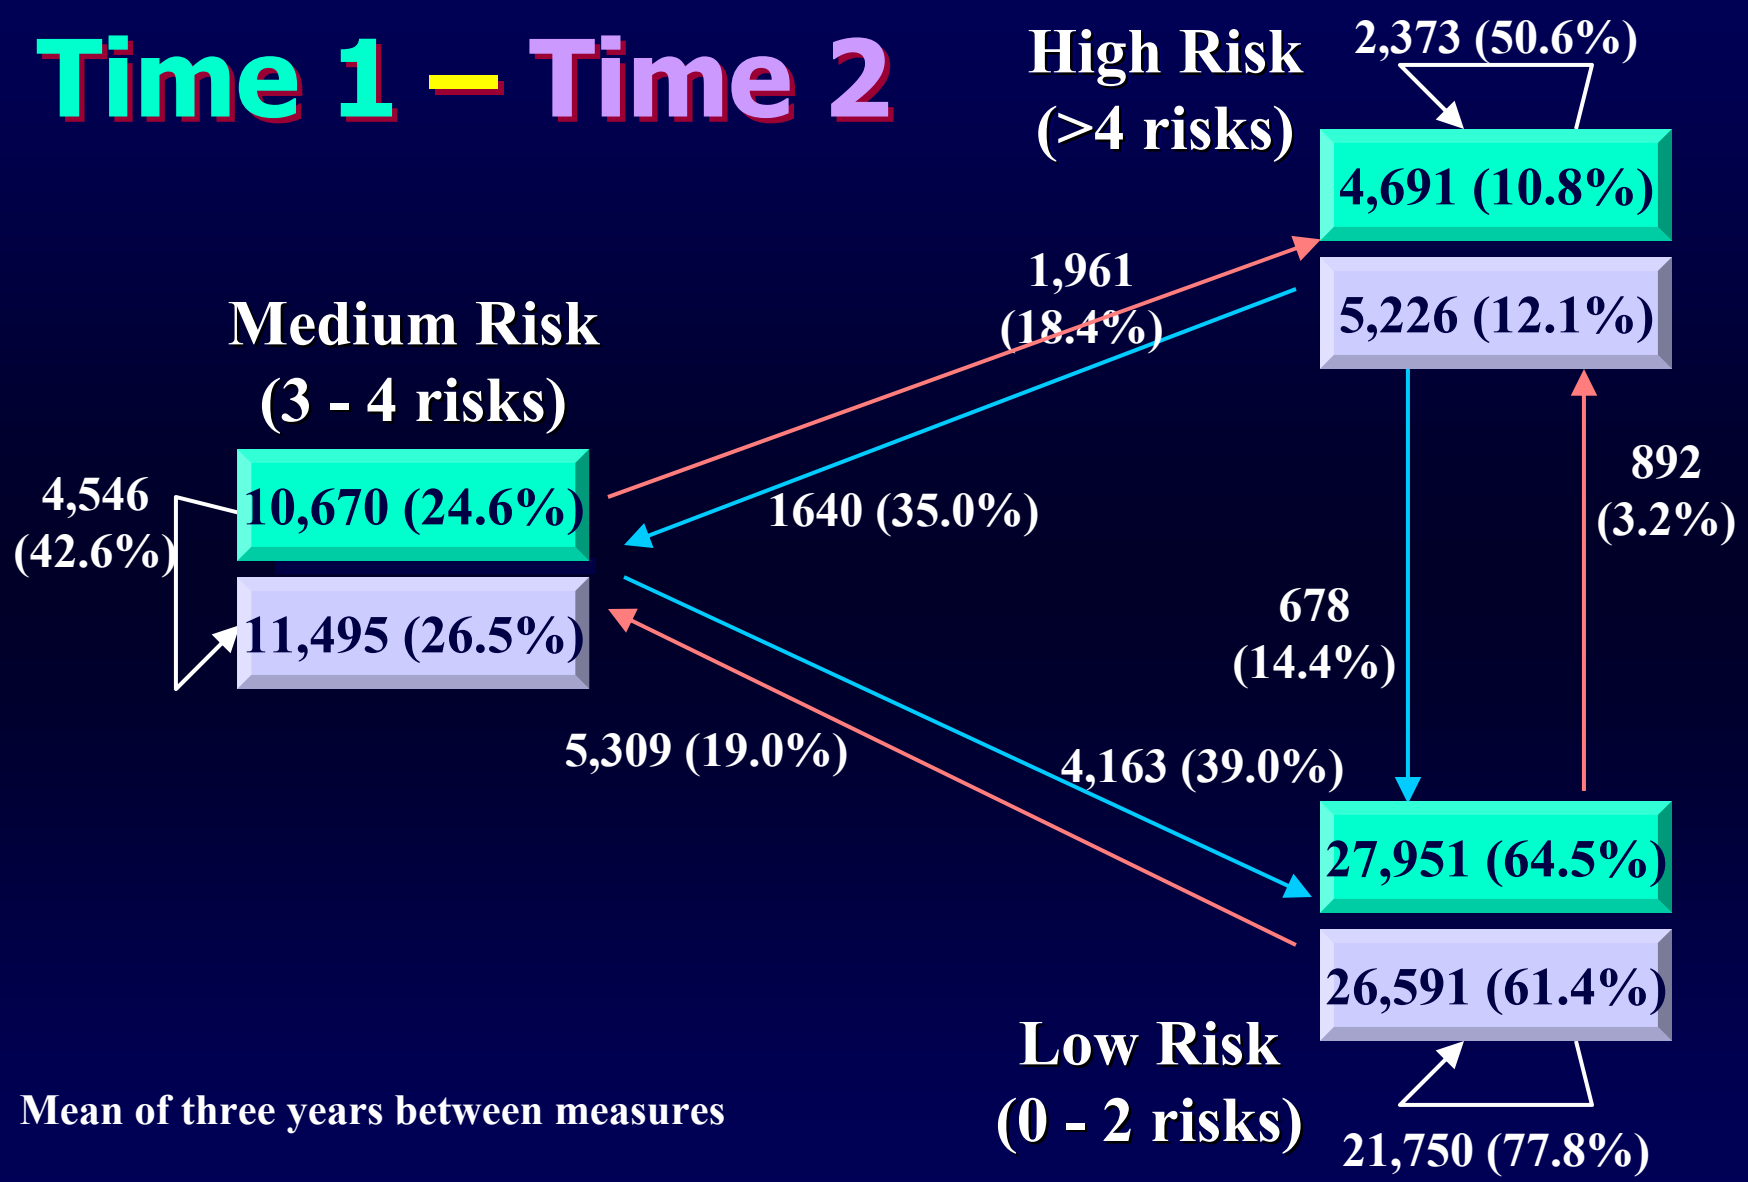 Time 1 – Time 2
High Risk
(>4 risks)
2,373 (50.6%)
4,691 (10.8%)
5,226 (12.1%)
1,961
(18.4%)
Medium Risk
(3 - 4 risks)
4,546
(42.6%)
10,670 (24.6%)
11,495 (26.5%)
1640 (35.0%)
892
(3.2%)
678
(14.4%)
5,309 (19.0%)
4,163 (39.0%)
27,951 (64.5%)
26,591 (61.4%)
Low Risk
(0 - 2 risks)
21,750 (77.8%)
Mean of three years between measures